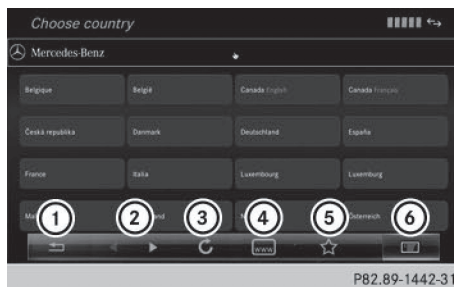 Choose country
Mercedes-Benz
Belgique België Canada English Canada Français
Česká republika Danmark Deutschland España
France Italia Luxembourg Luxemburg
Österreich
1 2 3 4 5 6
www
P82.89-1442-31